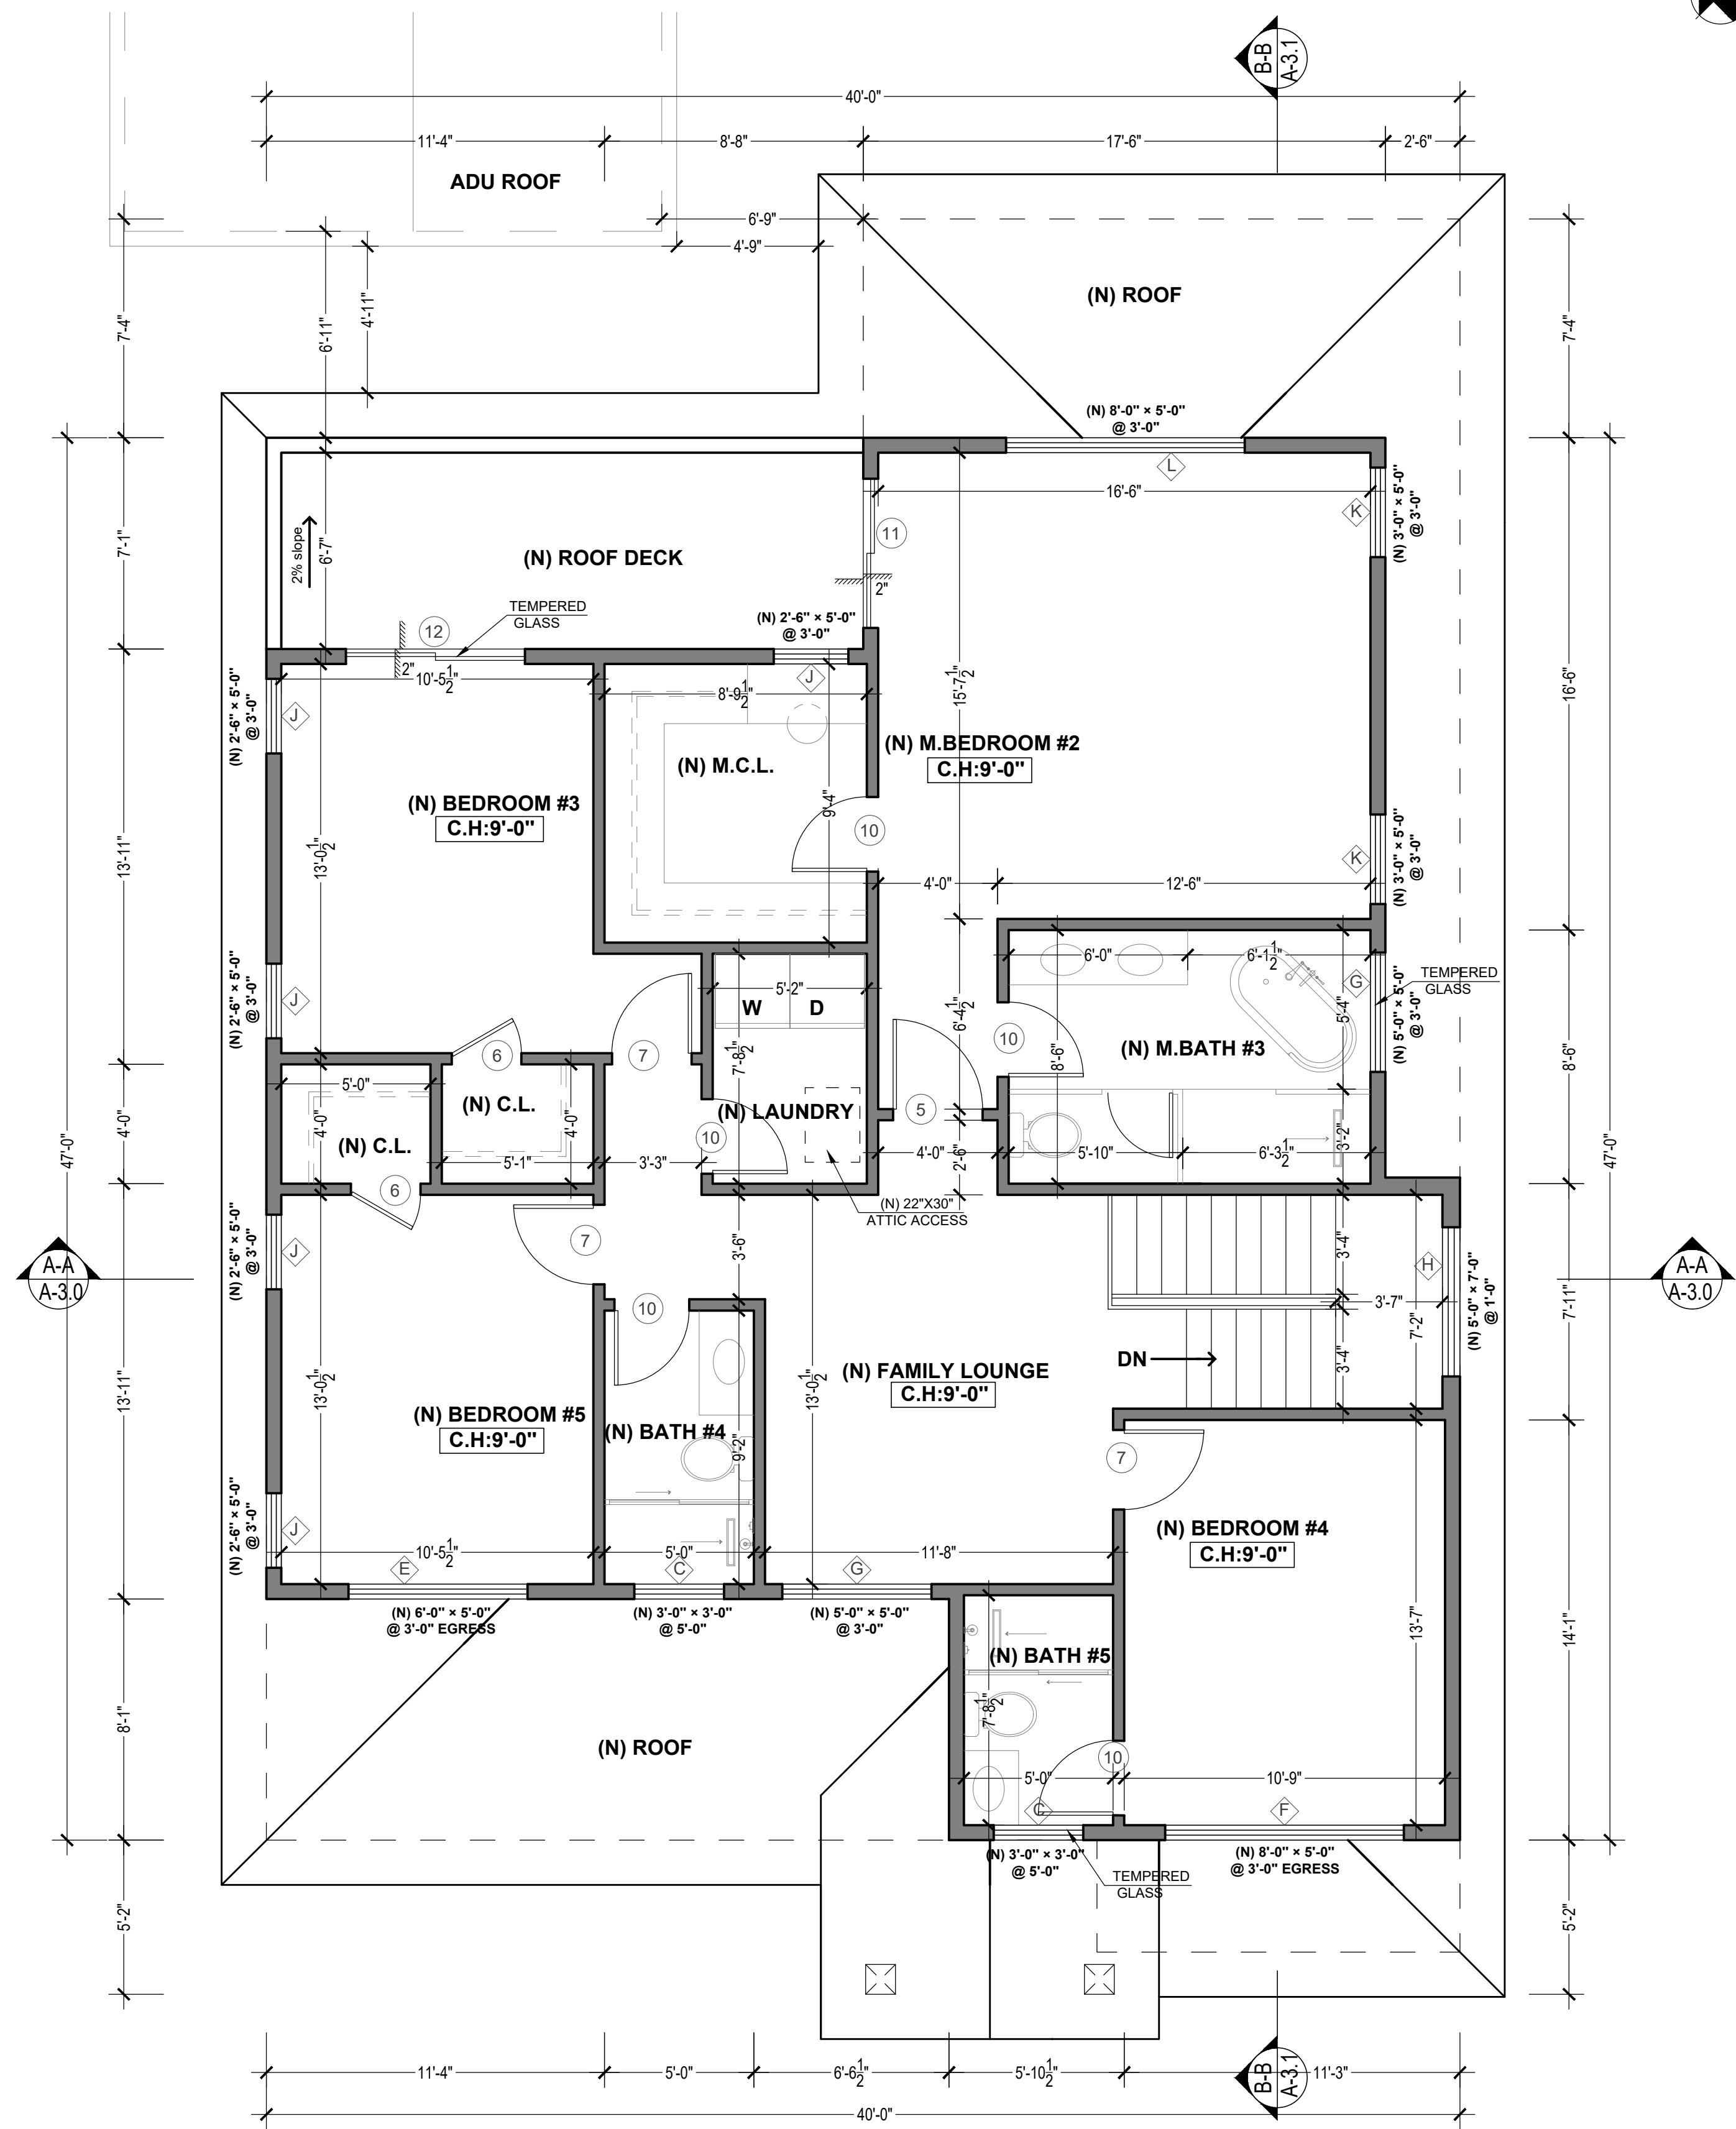 B-B
A-3.1
40'-0"
11'-4"
8'-8"
17'-6"
2'-6"
ADU ROOF
6'-9"
4'-9"
(N) ROOF
7'-4"
6'-11"
4'-11"
7'-4"
(N) 8'-0" × 5'-0"
@ 3'-0"
L
16'-6"
K
(N) 3'-0" × 5'-0"
@ 3'-0"
11
2"
7'-1"
2% slope
6'-7"
(N) ROOF DECK
TEMPERED
GLASS
12
2"
(N) 2'-6" × 5'-0"
@ 3'-0"
J
10'-5 1/2"
8'-9 1/2"
15'-7 1/2"
16'-6"
(N) 2'-6" × 5'-0"
@ 3'-0"
J
(N) M.BEDROOM #2
C.H:9'-0"
(N) M.C.L.
(N) BEDROOM #3
C.H:9'-0"
9'-4"
10
13'-11"
13'-0 1/2"
K
(N) 3'-0" × 5'-0"
@ 3'-0"
4'-0"
12'-6"
6'-0"
6'-1 1/2"
G
(N) 5'-0" × 5'-0"
@ 3'-0"
TEMPERED
GLASS
(N) 2'-6" × 5'-0"
@ 3'-0"
J
5'-2"
W
D
6'-4 1/2"
5'-4"
10
(N) M.BATH #3
8'-6"
8'-6"
6
7
7'-8 1/2"
5'-0"
(N) C.L.
(N) LAUNDRY
5
47'-0"
4'-0"
4'-0"
(N) C.L.
4'-0"
10
4'-0"
2'-6"
5'-10"
6'-3 1/2"
3'-2"
47'-0"
5'-1"
3'-3"
6
(N) 22"X30"
ATTIC ACCESS
(N) 2'-6" × 5'-0"
@ 3'-0"
J
7
3'-6"
3'-4"
H
A-A
A-3.0
A-A
A-3.0
10
3'-7"
7'-2"
(N) 5'-0" × 7'-0"
@ 1'-0"
7'-11"
DN
3'-4"
(N) FAMILY LOUNGE
C.H:9'-0"
13'-11"
13'-0 1/2"
13'-0 1/2"
(N) BEDROOM #5
C.H:9'-0"
(N) BATH #4
9'-2"
7
(N) 2'-6" × 5'-0"
@ 3'-0"
J
(N) BEDROOM #4
C.H:9'-0"
10'-5 1/2"
5'-0"
11'-8"
E
C
G
(N) 6'-0" × 5'-0"
@ 3'-0" EGRESS
(N) 3'-0" × 3'-0"
@ 5'-0"
(N) 5'-0" × 5'-0"
@ 3'-0"
13'-7"
14'-1"
(N) BATH #5
7'-8 1/2"
8'-1"
(N) ROOF
10
5'-0"
10'-9"
C
F
(N) 3'-0" × 3'-0"
@ 5'-0"
(N) 8'-0" × 5'-0"
@ 3'-0" EGRESS
TEMPERED
GLASS
5'-2"
5'-2"
11'-4"
5'-0"
6'-6 1/2"
5'-10 1/2"
B-B
A-3.1
11'-3"
40'-0"